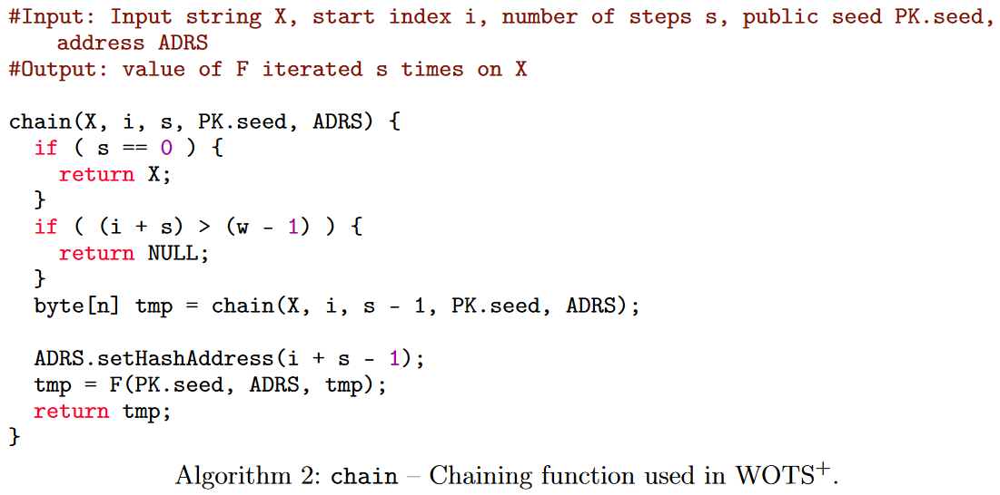 #Input: Input string X, start index i, number of steps s, public seed PK.seed,
address ADRS
#Output: value of F iterated s times on X
chain(X, i, s, PK.seed, ADRS) {
if ( s == 0 ) {
return X;
}
if ( (i + s) > (w - 1) ) {
return NULL;
}
byte[n] tmp = chain(X, i, s - 1, PK.seed, ADRS);
ADRS.setHashAddress(i + s - 1);
tmp = F(PK.seed, ADRS, tmp);
return tmp;
}
Algorithm 2: chain – Chaining function used in WOTS⁺.